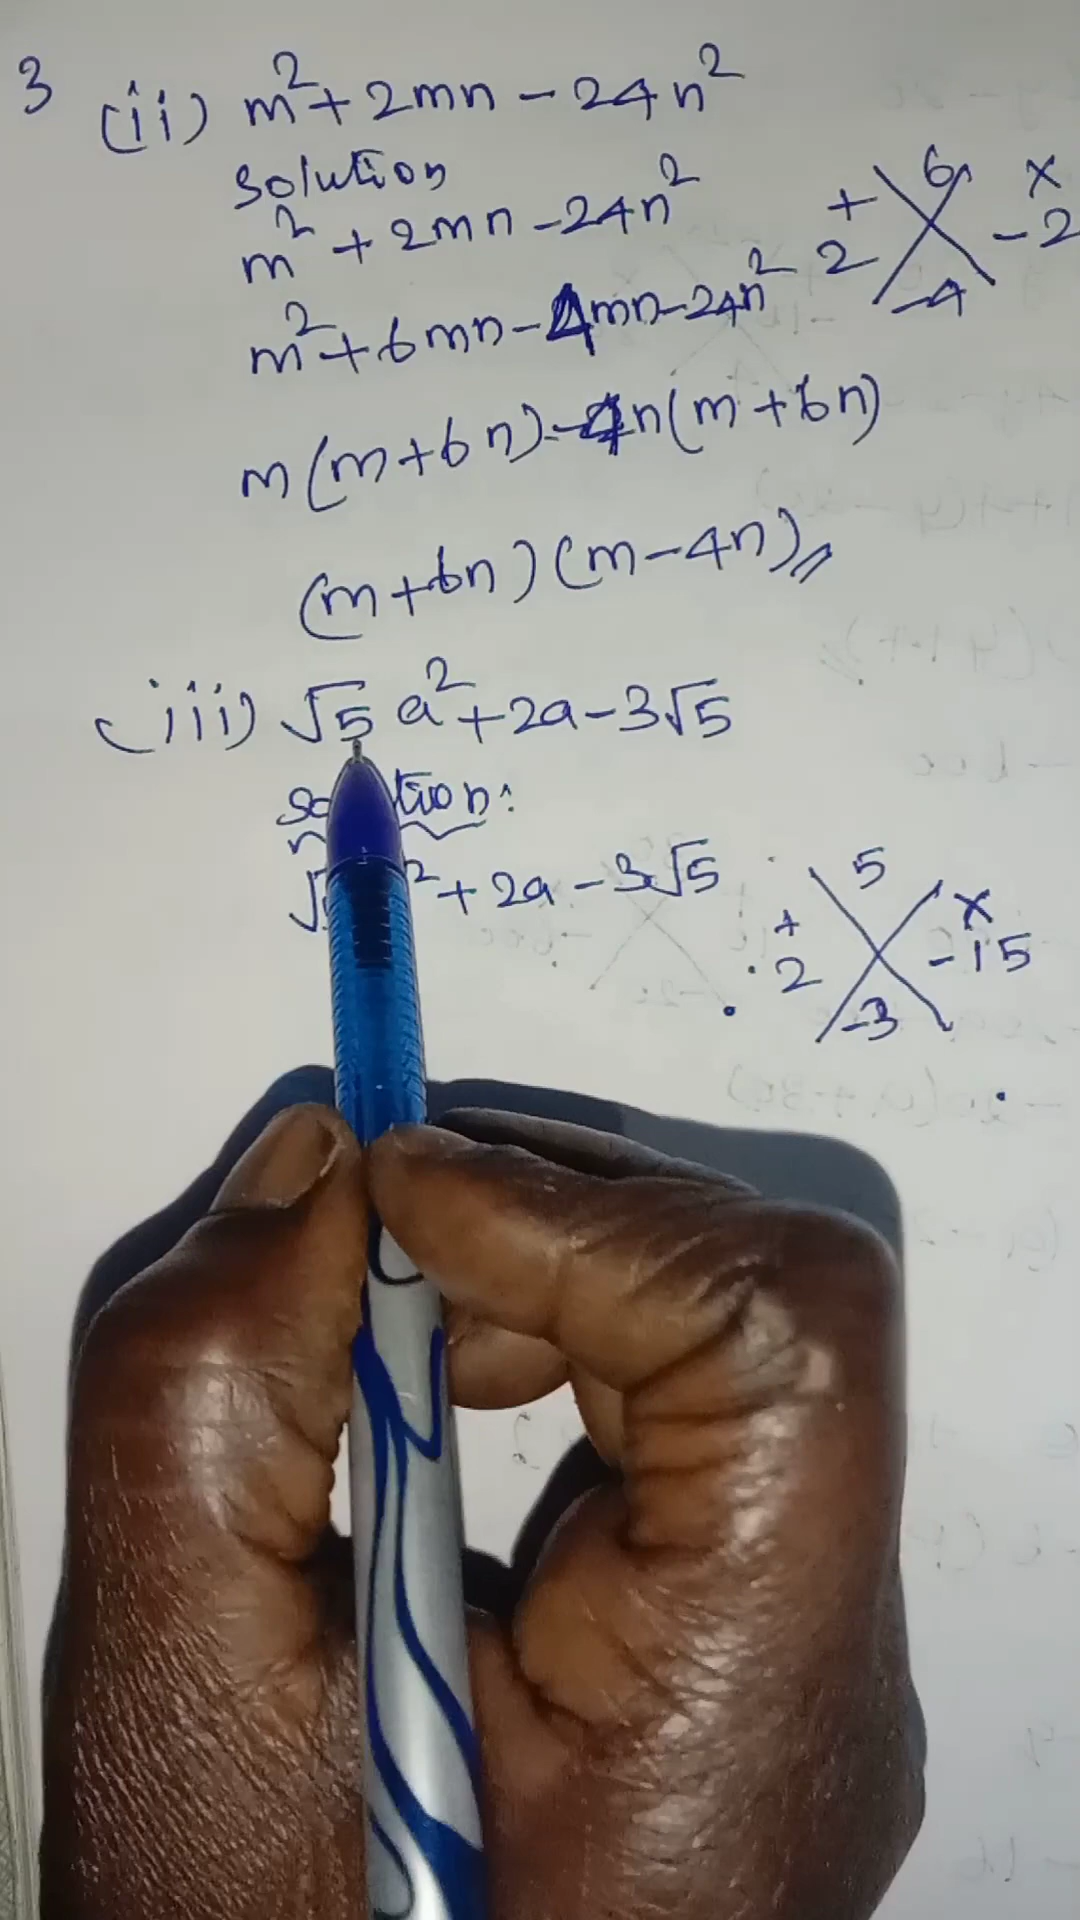 3
(ii) m² + 2mn - 24n²
Solution
m² + 2mn - 24n²
+ 6 ×
2 -2
-4
m² + 6mn - 4mn - 24n²
m(m + 6n) - 4n(m + 6n)
(m + 6n)(m - 4n)//
(iii) √5 a² + 2a - 3√5
² + 2a - 3√5
5
+ ×
2 -15
-3